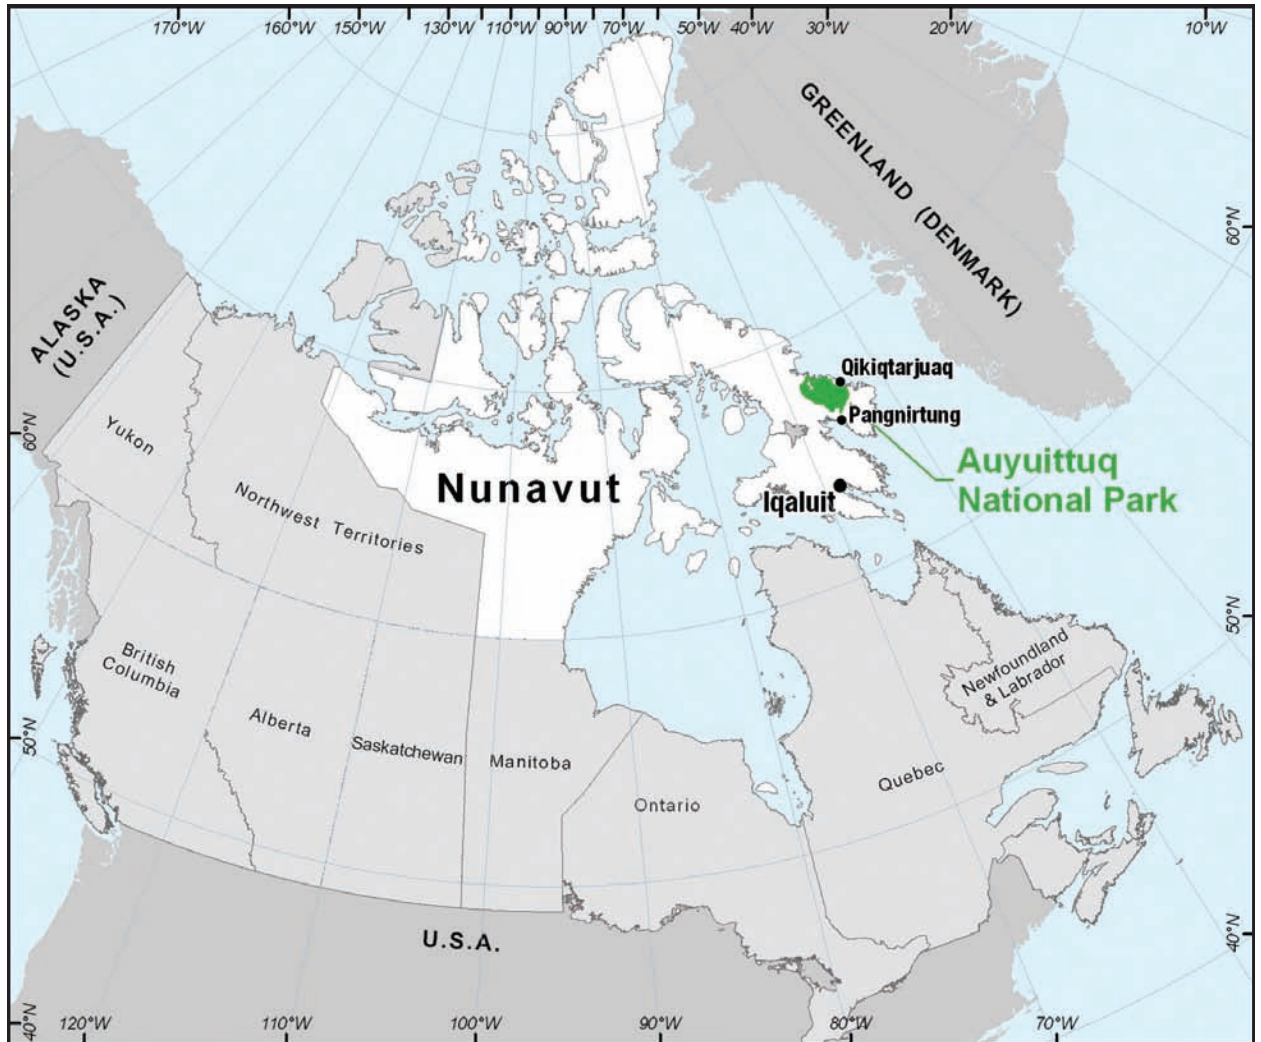 170°W 160°W 150°W 130°W 110°W 90°W 70°W 50°W 40°W 30°W 20°W 10°W
GREENLAND (DENMARK)
60°N
ALASKA
(U.S.A.)
Qikiqtarjuaq
Pangnirtung
60°N
Yukon
Auyuittuq
National Park
Nunavut
Iqaluit
Northwest Territories
50°N
British
Columbia
Newfoundland
& Labrador
50°N
Alberta
Saskatchewan
Manitoba
Quebec
Ontario
40°N
U.S.A.
40°N
120°W 110°W 100°W 90°W 80°W 70°W